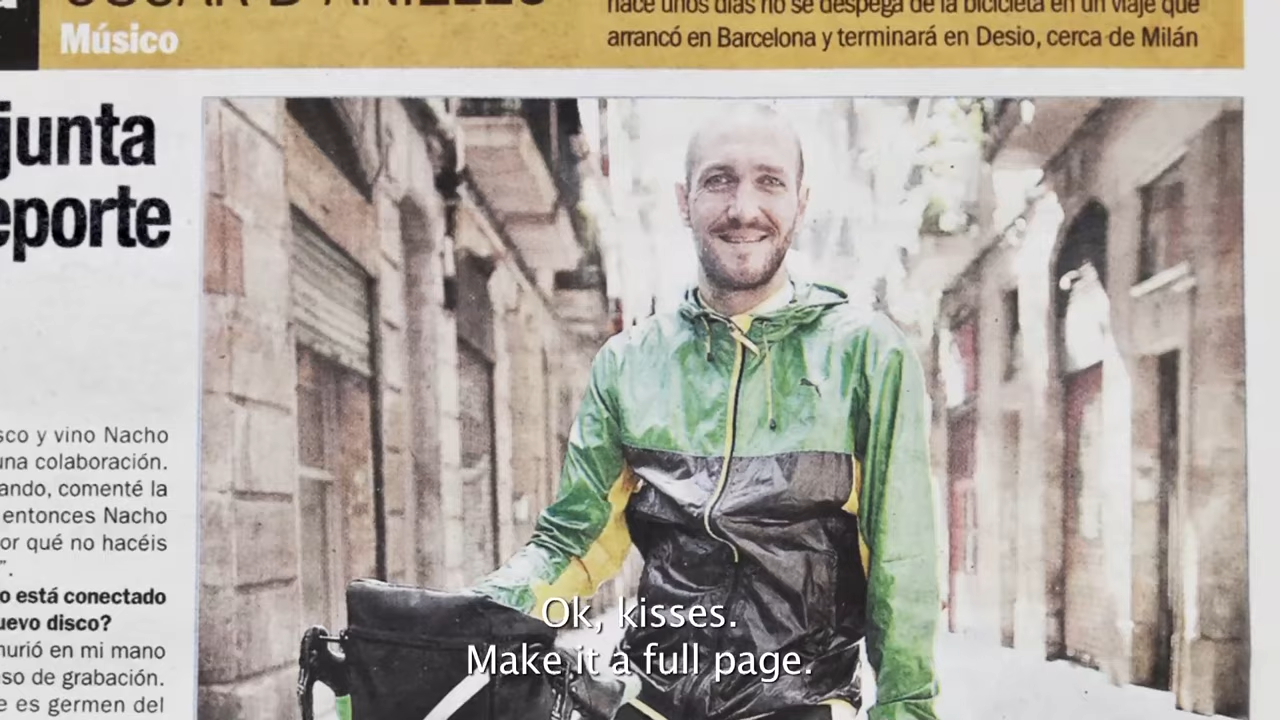 OSCAR D'ANIELLO
Músico
hace unos días no se despega de la bicicleta en un viaje que
arrancó en Barcelona y terminará en Desio, cerca de Milán
junta
eporte
sco y vino Nacho
una colaboración.
ando, comenté la
entonces Nacho
or qué no hacéis
”.
o está conectado
uevo disco?
murió en mi mano
so de grabación.
e es germen del
Ok, kisses.
Make it a full page.